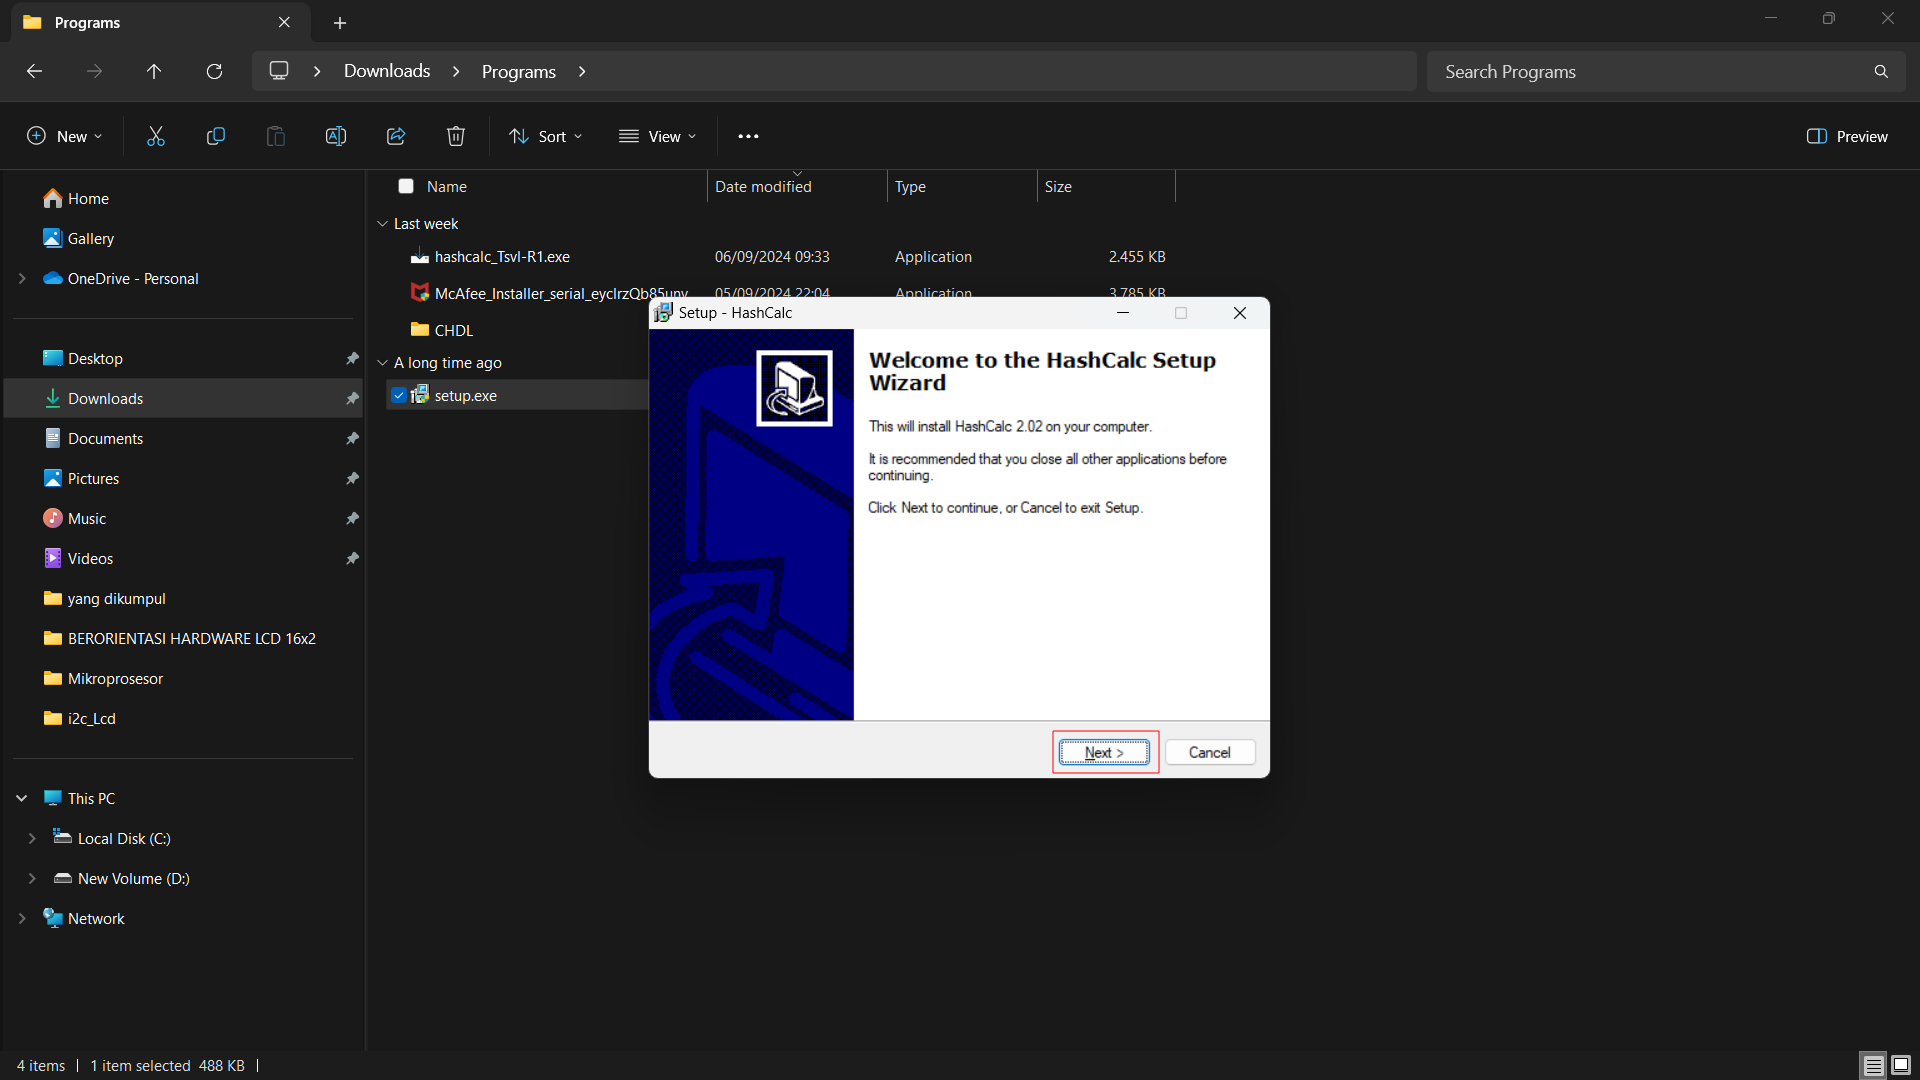 Programs
Downloads
Programs
Search Programs
New
Sort
View
Preview
Name
Date modified
Type
Size
Home
Gallery
OneDrive - Personal
Desktop
Downloads
Documents
Pictures
Music
Videos
yang dikumpul
BERORIENTASI HARDWARE LCD 16x2
Mikroprosesor
i2c_Lcd
This PC
Local Disk (C:)
New Volume (D:)
Network
Last week
hashcalc_Tsvl-R1.exe 06/09/2024 09:33 Application 2.455 KB
05/09/2024 22:04 Application 3.785 KB
CHDL
A long time ago
setup.exe
Setup - HashCalc
Welcome to the HashCalc Setup
Wizard
This will install HashCalc 2.02 on your computer.
It is recommended that you close all other applications before
continuing.
Click Next to continue, or Cancel to exit Setup.
Next >
Cancel
4 items
1 item selected 488 KB